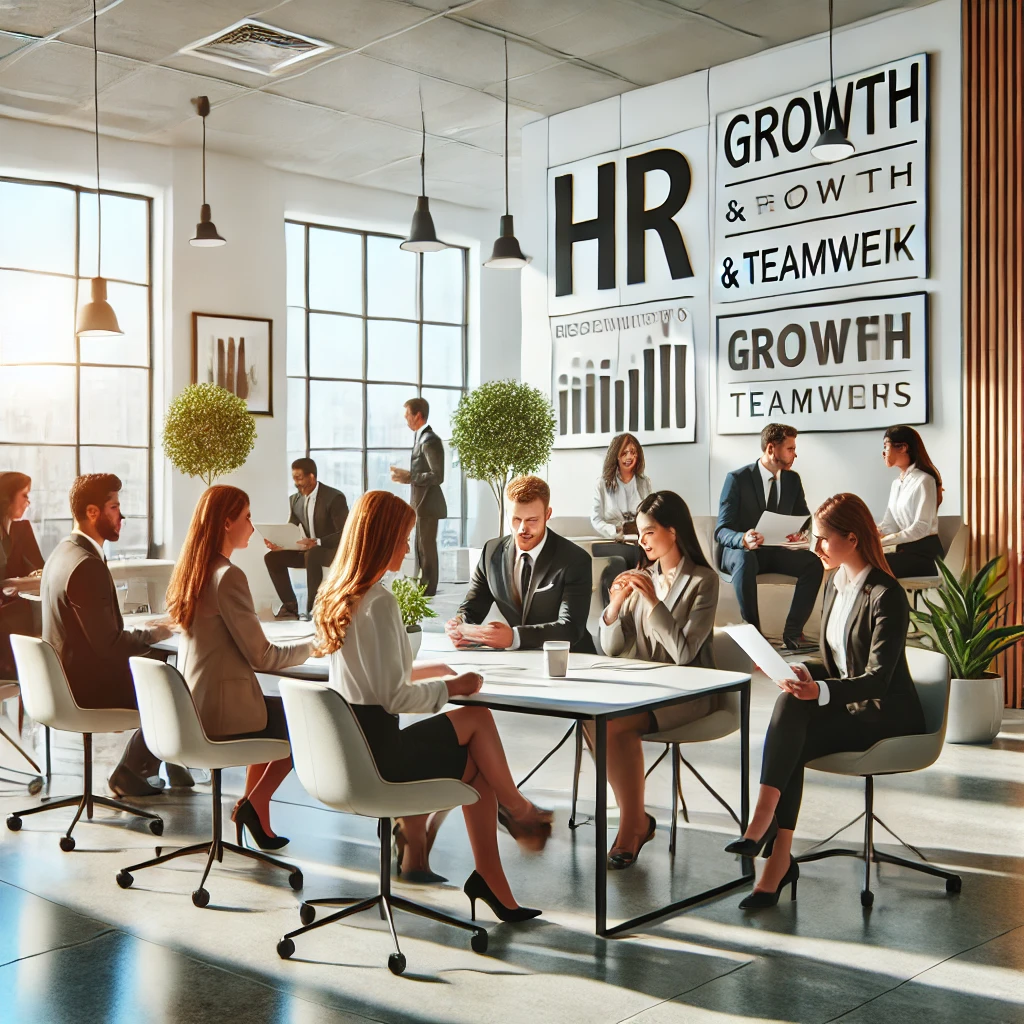 HR
GROWTH
& ROWTH
& TEAMWEIK
GROWFH
TEAMWERS